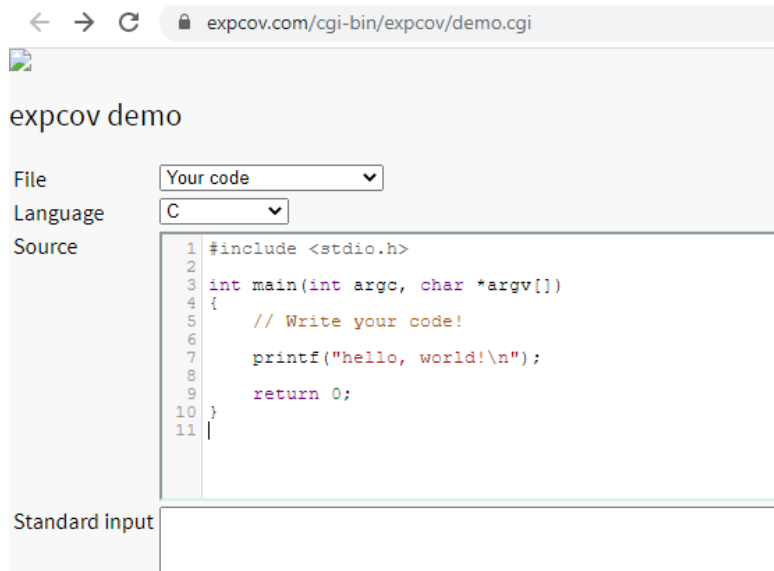 expcov.com/cgi-bin/expcov/demo.cgi
expcov demo
File Your code
Language C
Source
1 #include <stdio.h>
2
3 int main(int argc, char *argv[])
4 {
5 // Write your code!
6
7 printf("hello, world!\n");
8
9 return 0;
10 }
11
Standard input